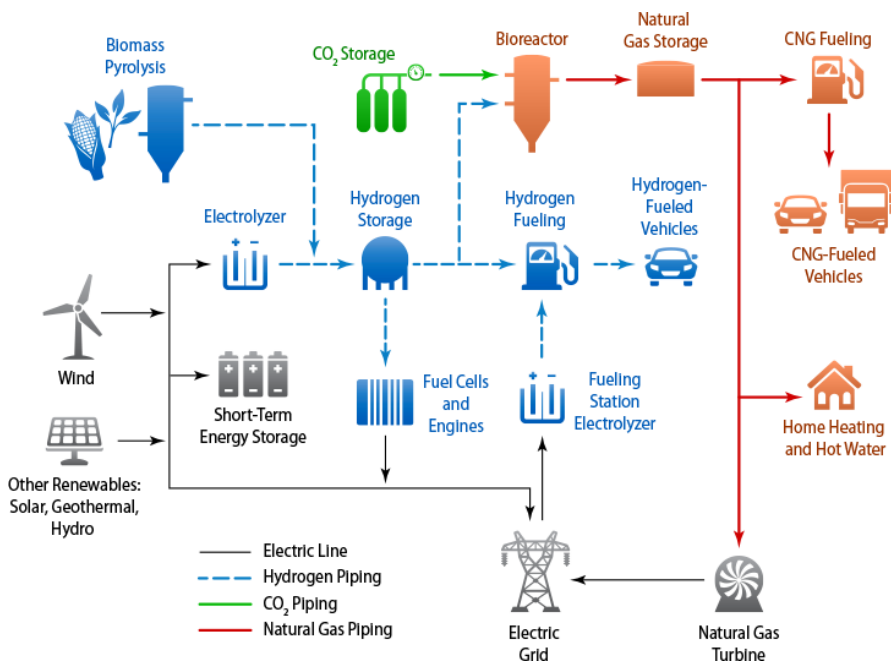 Biomass
Pyrolysis
CO₂ Storage
Bioreactor
Natural
Gas Storage
CNG Fueling
Electrolyzer
+ −
Hydrogen
Storage
Hydrogen
Fueling
Hydrogen-
Fueled
Vehicles
CNG-Fueled
Vehicles
Wind
+ + +
− − −
Short-Term
Energy Storage
Fuel Cells
and
Engines
+ −
Fueling
Station
Electrolyzer
Home Heating
and Hot Water
Other Renewables:
Solar, Geothermal,
Hydro
Electric Line
Hydrogen Piping
CO₂ Piping
Natural Gas Piping
Electric
Grid
Natural Gas
Turbine